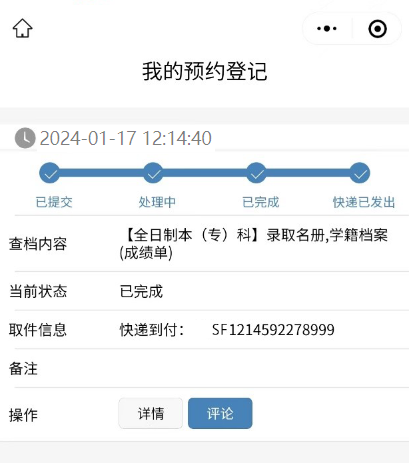 我的预约登记
2024-01-17 12:14:40
已提交 处理中 已完成 快递已发出
查档内容 【全日制本（专）科】录取名册,学籍档案
(成绩单)
当前状态 已完成
取件信息 快递到付： SF1214592278999
备注
操作 详情 评论